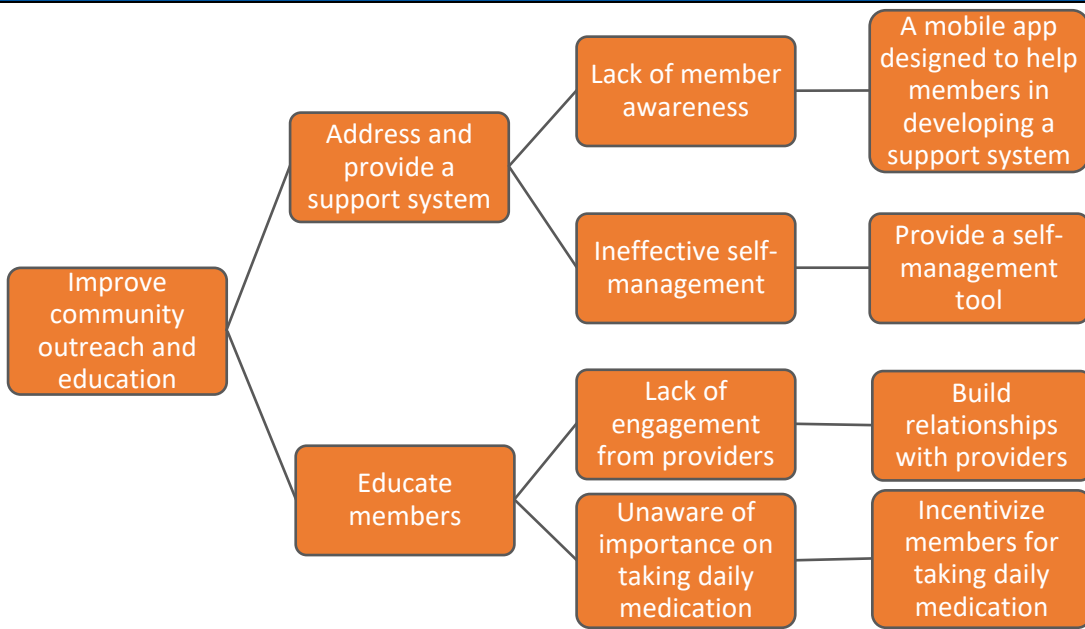 Improve
community
outreach and
education
Address and
provide a
support system
Lack of member
awareness
A mobile app
designed to help
members in
developing a
support system
Ineffective self-
management
Provide a self-
management
tool
Educate
members
Lack of
engagement
from providers
Build
relationships
with providers
Unaware of
importance on
taking daily
medication
Incentivize
members for
taking daily
medication